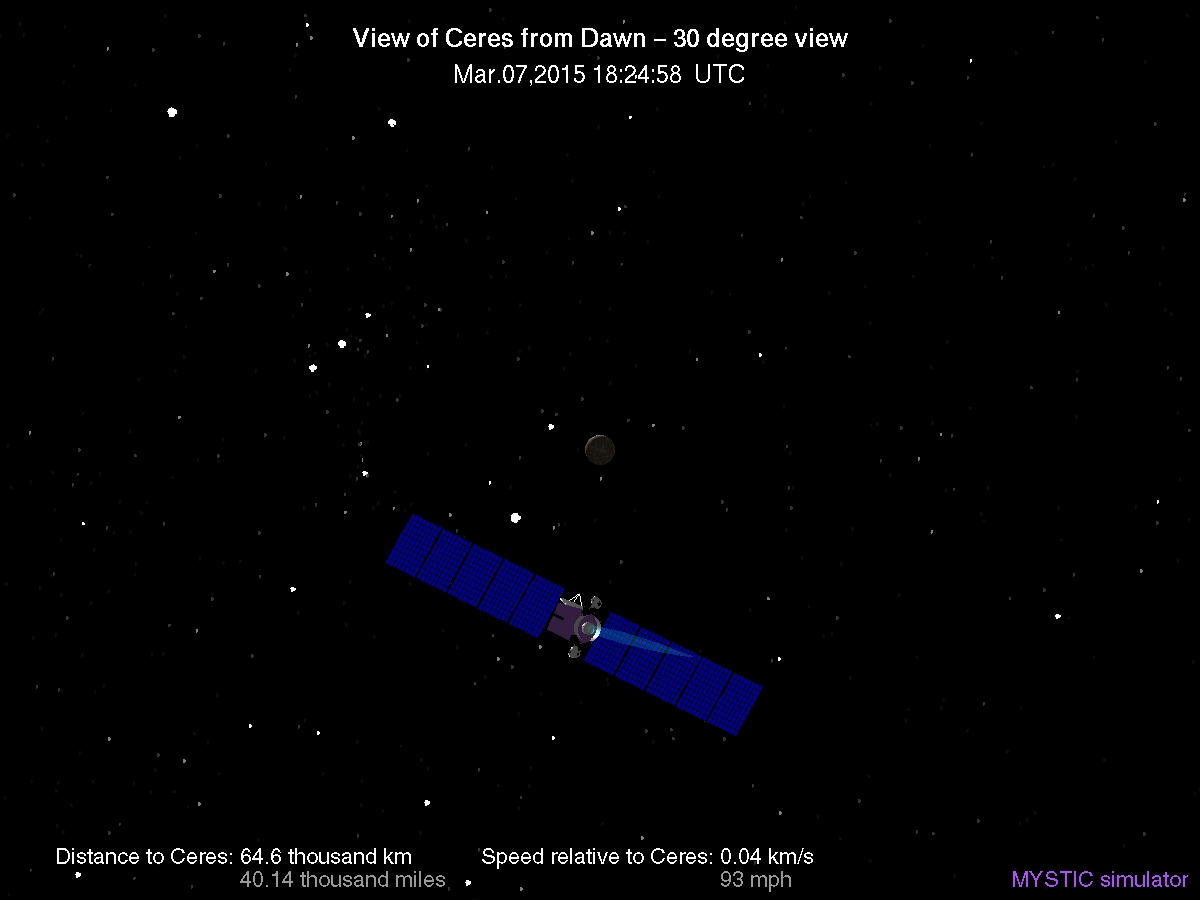 View of Ceres from Dawn – 30 degree view
Mar.07,2015 18:24:58 UTC
Distance to Ceres: 64.6 thousand km
40.14 thousand miles
Speed relative to Ceres: 0.04 km/s
93 mph
MYSTIC simulator